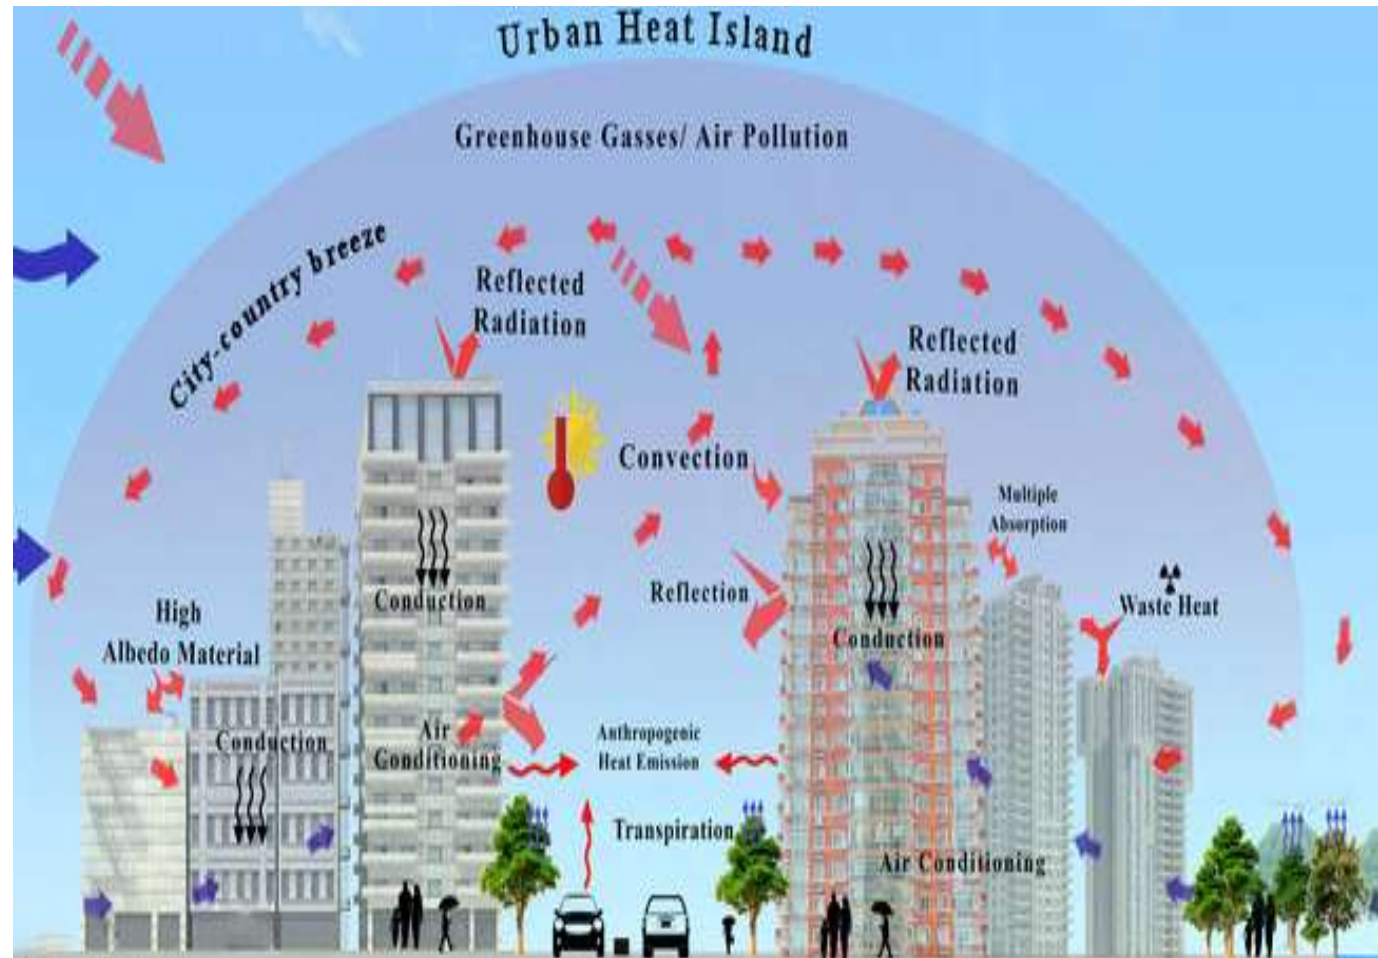 Urban Heat Island
Greenhouse Gasses/ Air Pollution
City-country breeze
Reflected
Radiation
Reflected
Radiation
Convection
Multiple
Absorption
Conduction
Reflection
Waste Heat
High
Albedo Material
Conduction
Conduction
Air
Conditioning
Anthropogenic
Heat Emission
Transpiration
Air Conditioning